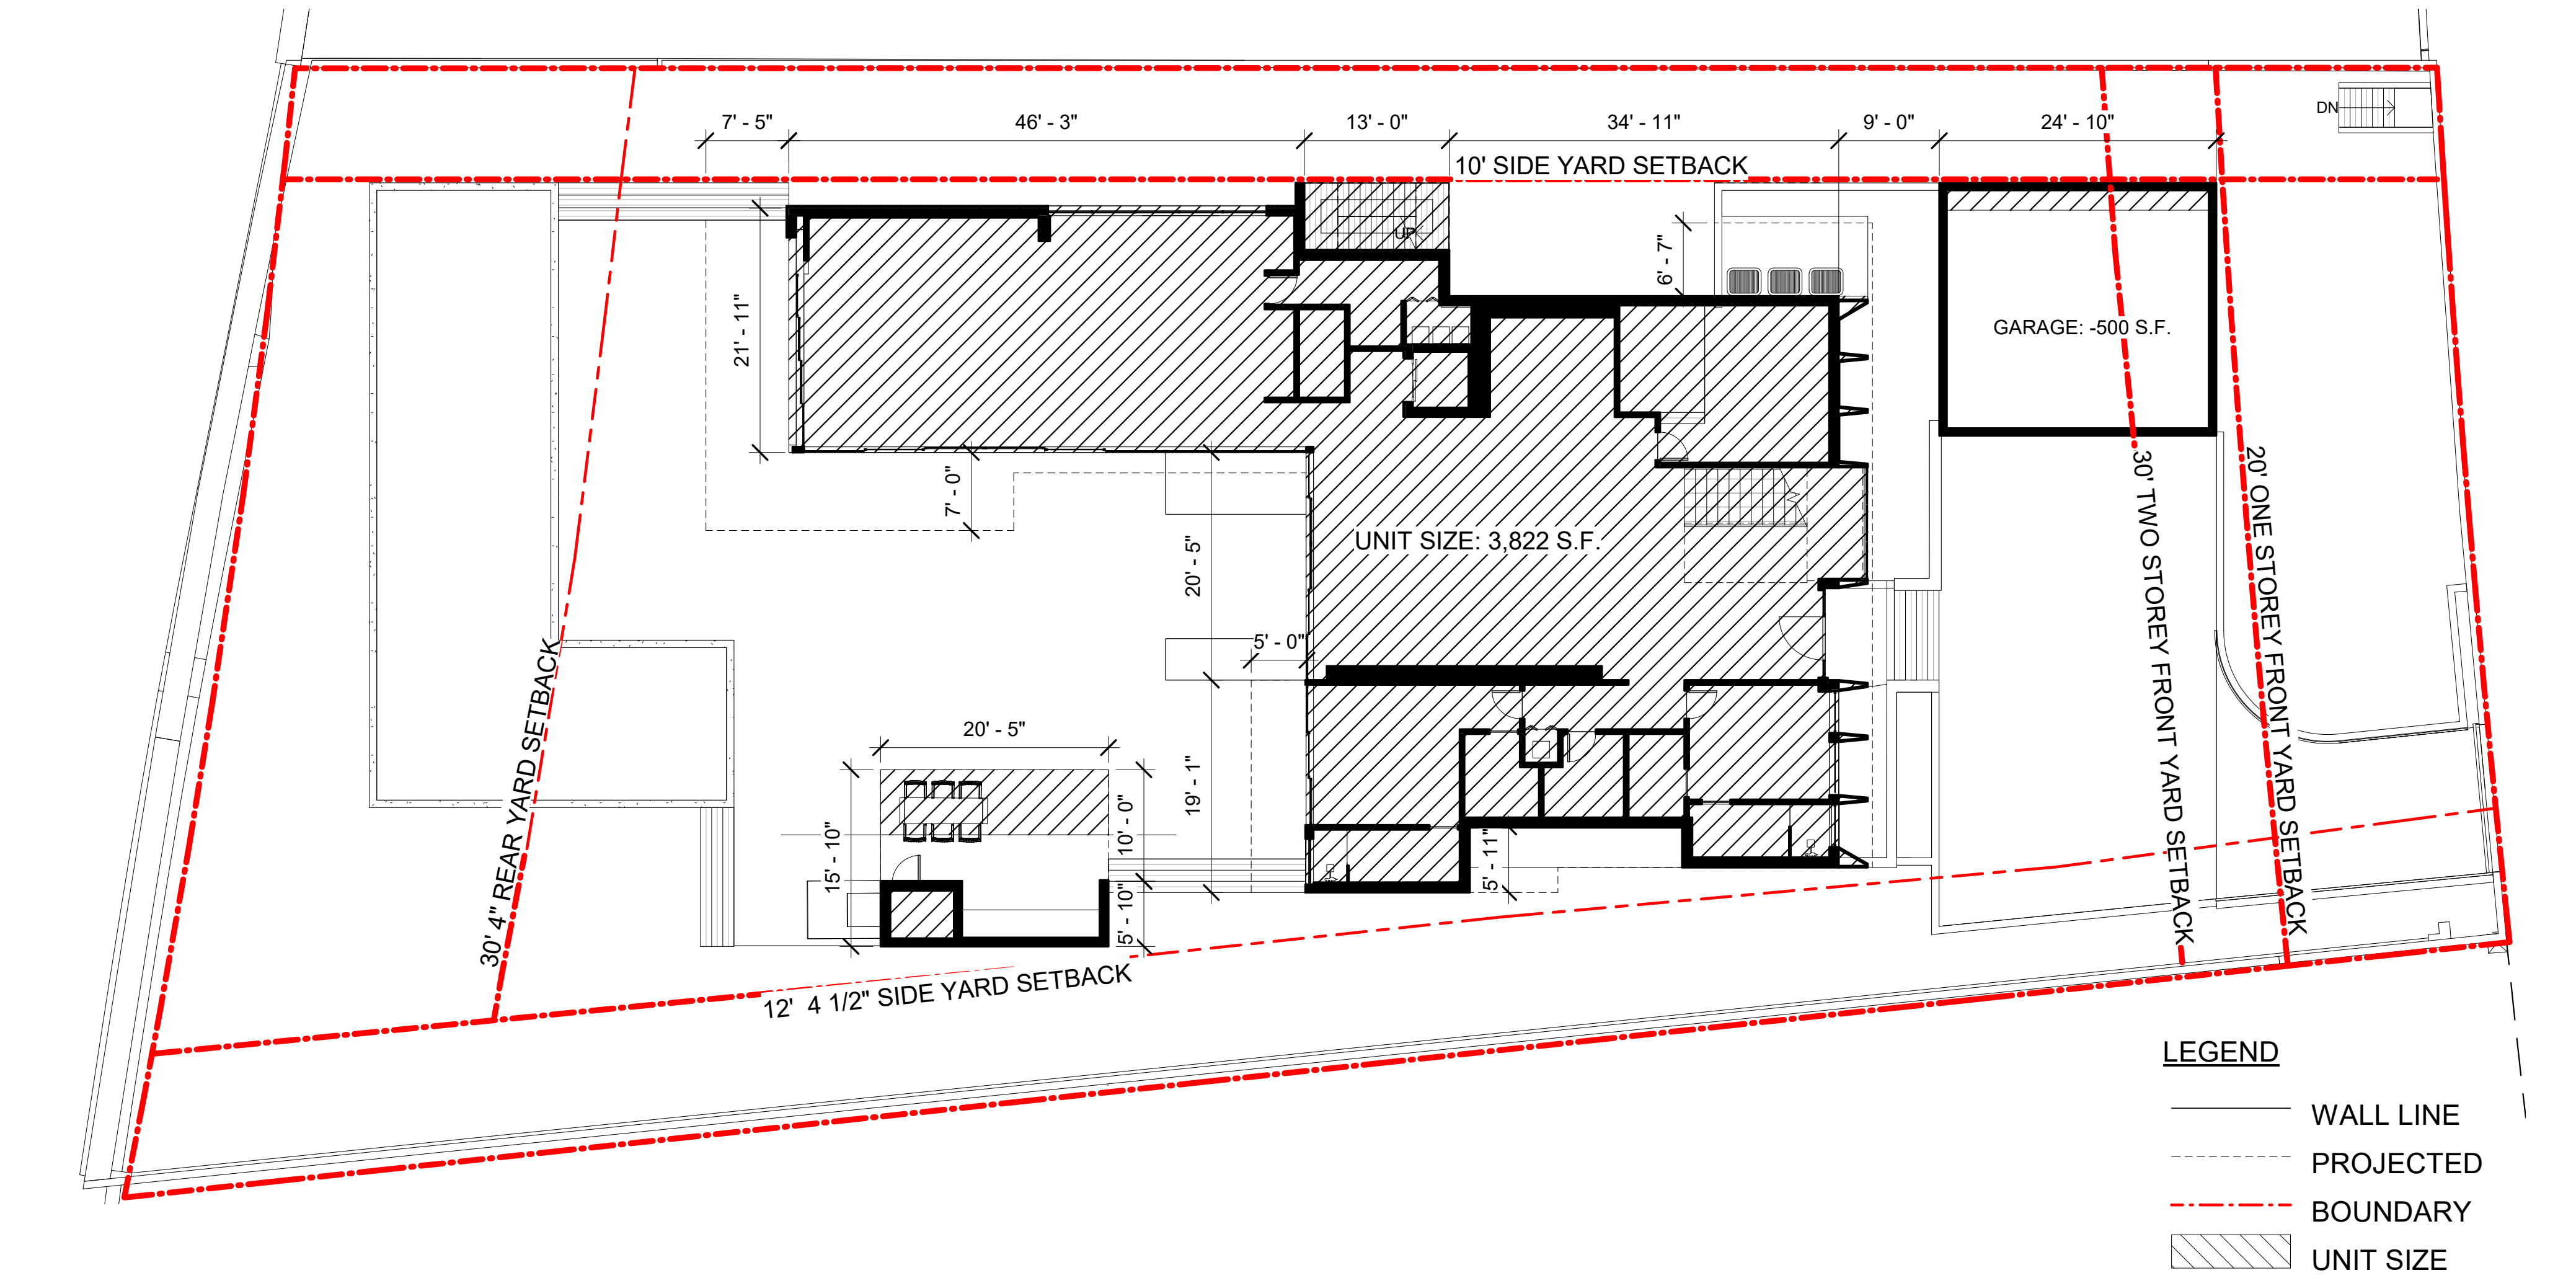 DN
7' - 5"
46' - 3"
13' - 0"
34' - 11"
9' - 0"
24' - 10"
10' SIDE YARD SETBACK
UP
6' - 7"
21' - 11"
GARAGE: -500 S.F.
7' - 0"
UNIT SIZE: 3,822 S.F.
20' - 5"
30' TWO STOREY FRONT YARD SETBACK
20' ONE STOREY FRONT YARD SETBACK
5' - 0"
30' 4" REAR YARD SETBACK
20' - 5"
19' - 1"
15' - 10"
10' - 0"
5' - 11"
5' - 10"
12' 4 1/2" SIDE YARD SETBACK
LEGEND
WALL LINE
PROJECTED
BOUNDARY
UNIT SIZE